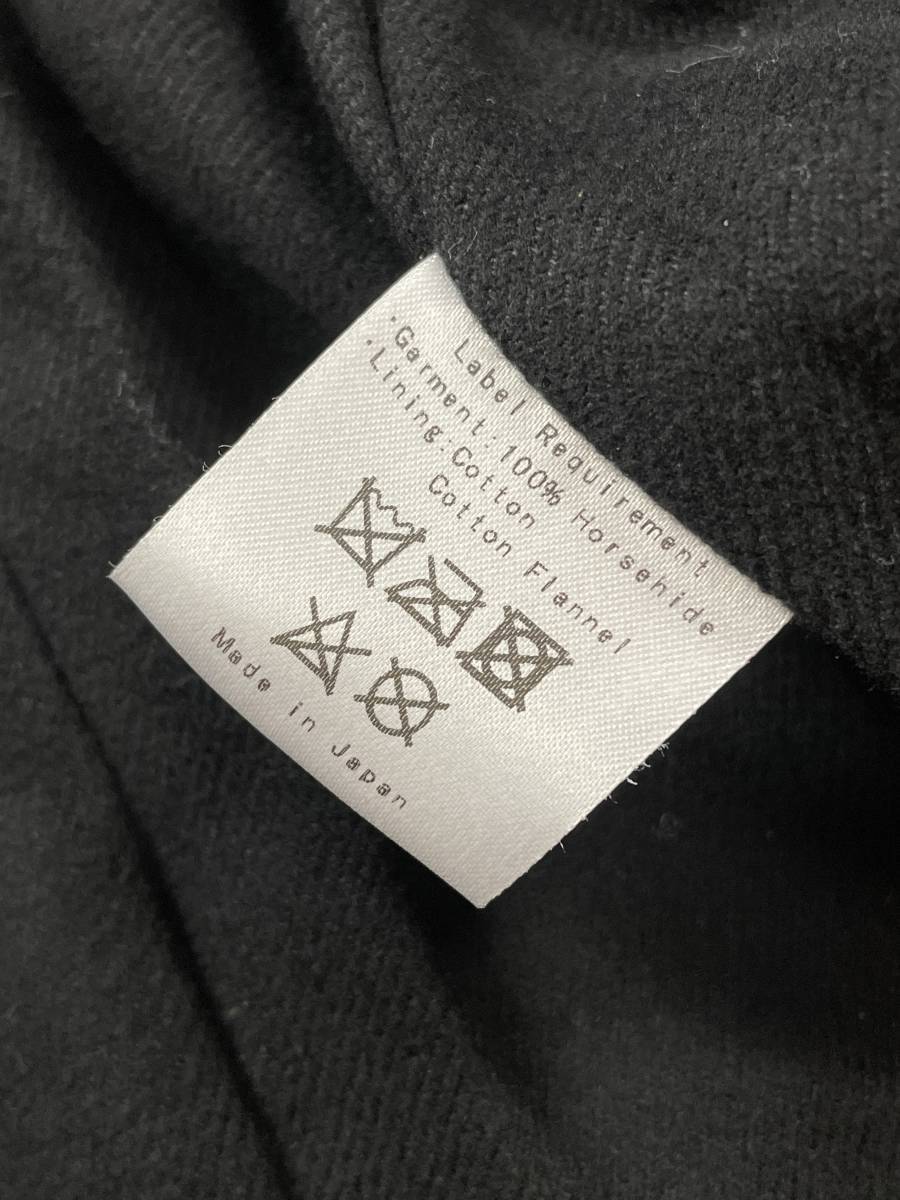 Label Requirement
・Garment:100% Horsehide
・Lining:Cotton
Cotton Flannel
Made in Japan